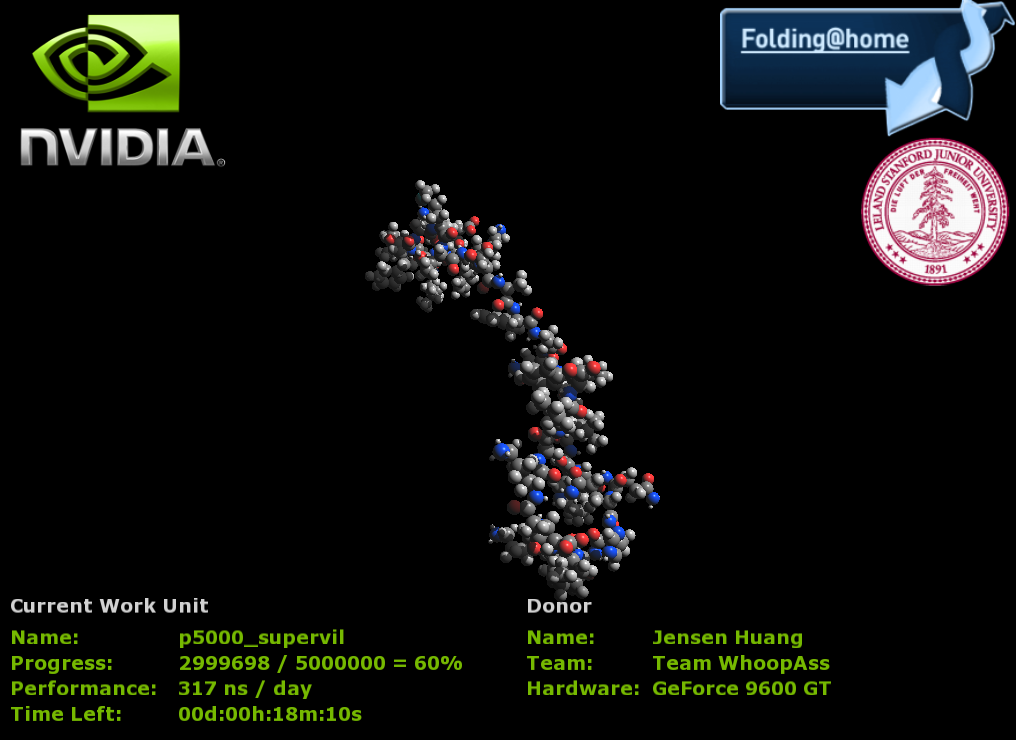 NVIDIA®
Folding@home
LELAND STANFORD JUNIOR UNIVERSITY
DIE LUFT DER FREIHEIT WEHT
1891
Current Work Unit
Name: p5000_supervil
Progress: 2999698 / 5000000 = 60%
Performance: 317 ns / day
Time Left: 00d:00h:18m:10s
Donor
Name: Jensen Huang
Team: Team WhoopAss
Hardware: GeForce 9600 GT